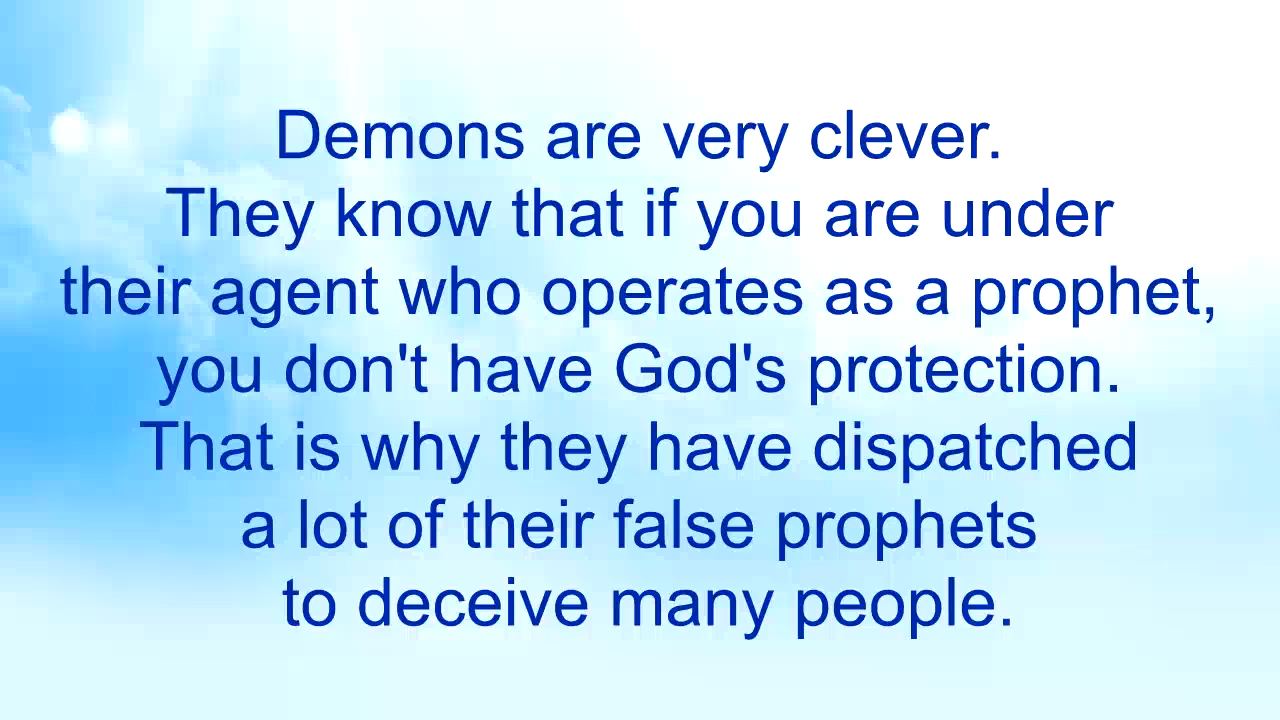 Demons are very clever.
They know that if you are under
their agent who operates as a prophet,
you don't have God's protection.
That is why they have dispatched
a lot of their false prophets
to deceive many people.